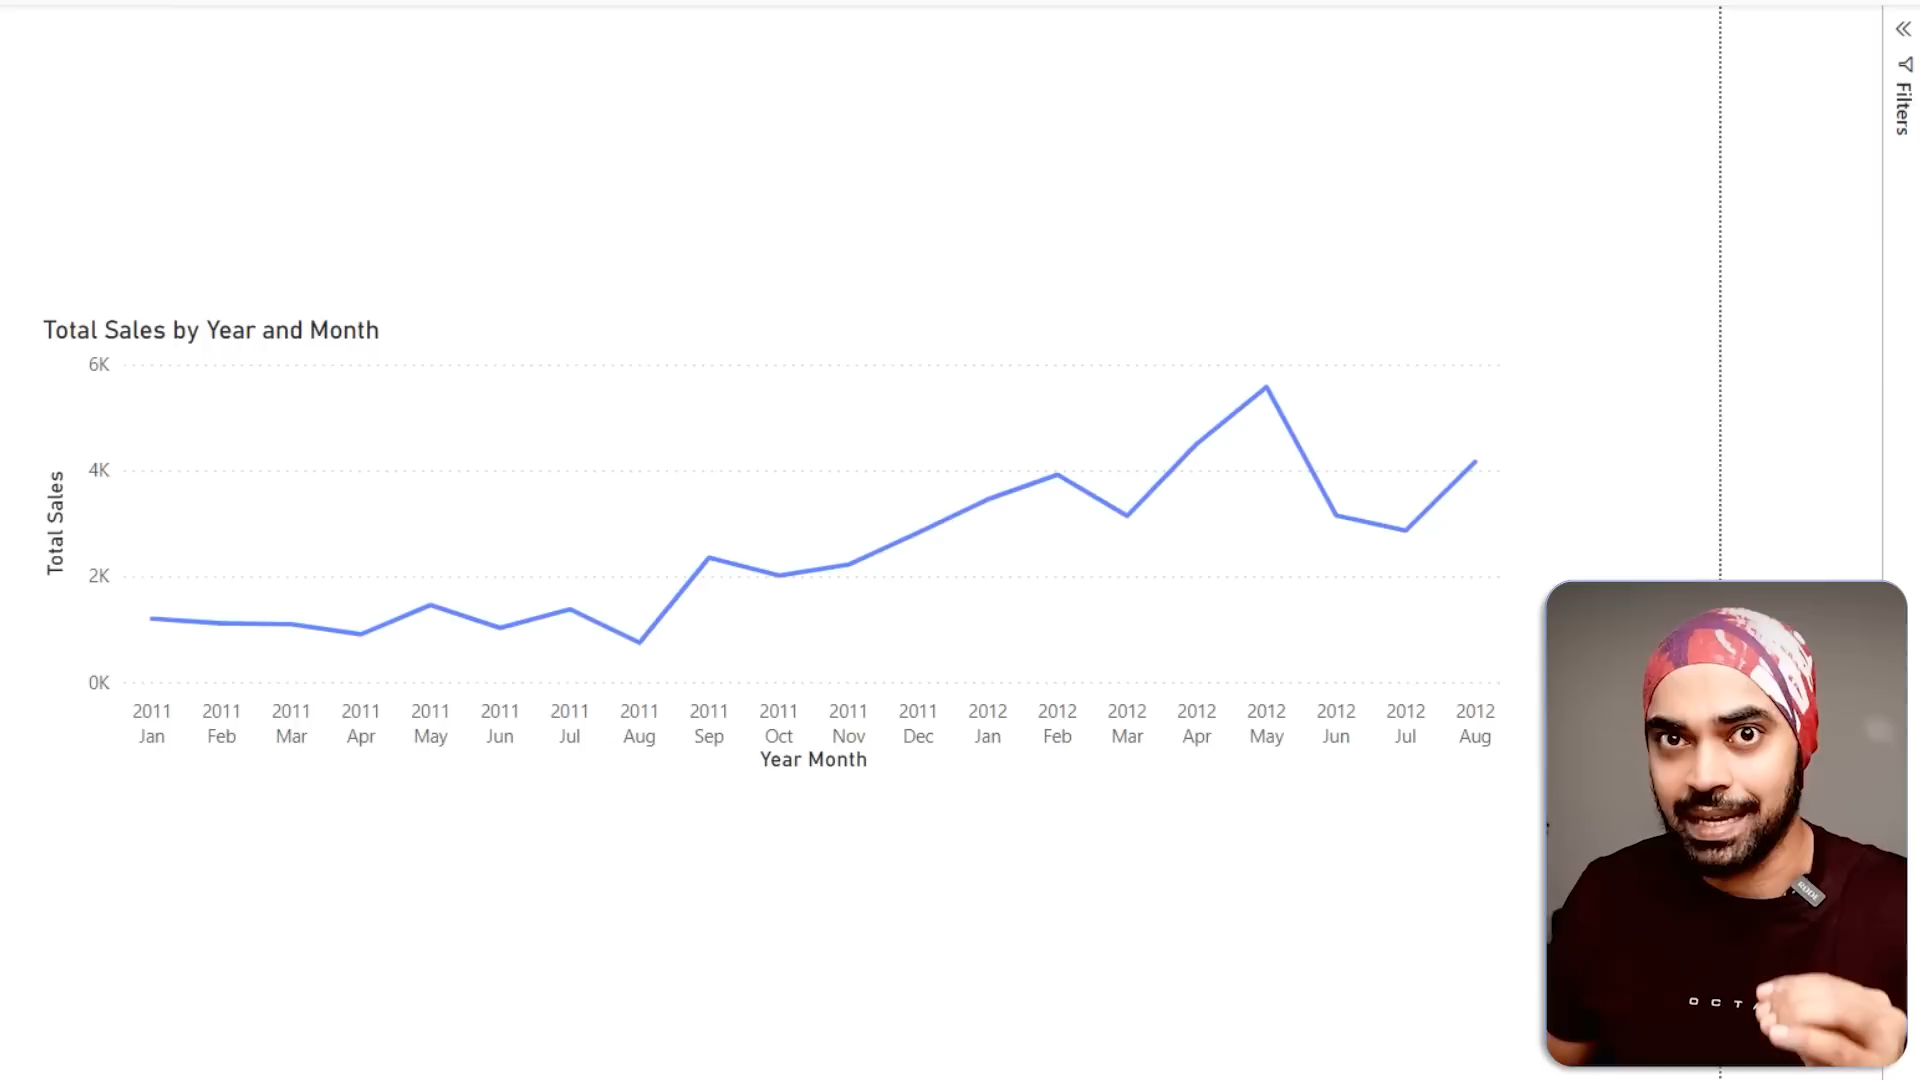 Filters
Total Sales by Year and Month
6K
4K
2K
0K
Total Sales
2011 2011 2011 2011 2011 2011 2011 2011 2011 2011 2011 2011 2012 2012 2012 2012 2012 2012 2012 2012
Jan Feb Mar Apr May Jun Jul Aug Sep Oct Nov Dec Jan Feb Mar Apr May Jun Jul Aug
Year Month
RODE
OCT